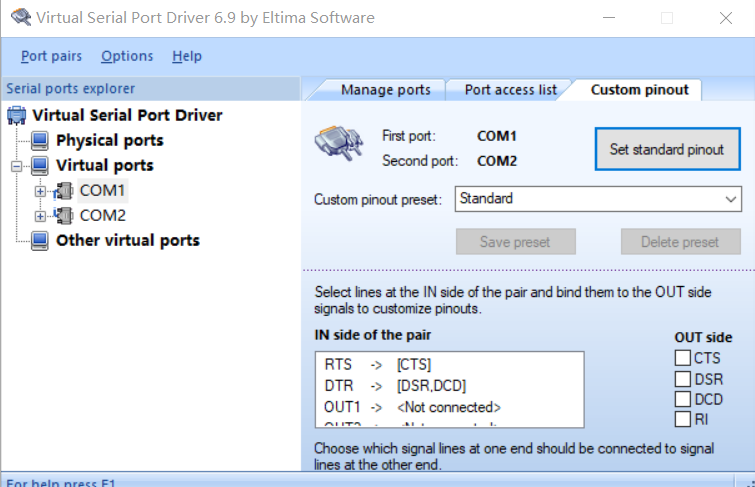 Virtual Serial Port Driver 6.9 by Eltima Software
Port pairs Options Help
Serial ports explorer
Virtual Serial Port Driver
Physical ports
Virtual ports
COM1
COM2
Other virtual ports
Manage ports Port access list Custom pinout
First port: COM1
Second port: COM2
Set standard pinout
Custom pinout preset: Standard
Save preset Delete preset
Select lines at the IN side of the pair and bind them to the OUT side
signals to customize pinouts.
IN side of the pair
RTS -> [CTS]
DTR -> [DSR,DCD]
OUT1 -> <Not connected>
OUT2 -> <Not connected>
OUT side
CTS
DSR
DCD
RI
Choose which signal lines at one end should be connected to signal
lines at the other end.
For help press F1